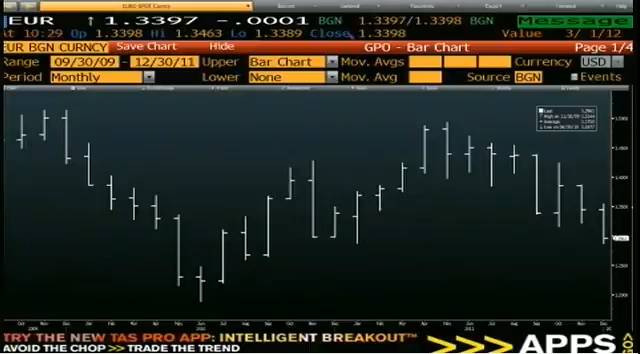 EURO SPOT Curncy
EUR ↑ 1.3397 -.0001 BGN 1.3397/1.3398 BGN Message
At 10:29 Op 1.3398 Hi 1.3463 Lo 1.3389 Close 1.3398 Value 3/ 1/12
EUR BGN CURNCY Save Chart Hide GPO - Bar Chart Page 1/4
Range 09/30/09 - 12/30/11 Upper Bar Chart Mov. Avgs Currency USD
Period Monthly Lower None Mov. Avg Source BGN Events
TRY THE NEW TAS PRO APP: INTELLIGENT BREAKOUT™
AVOID THE CHOP >> TRADE THE TREND >>> APPS